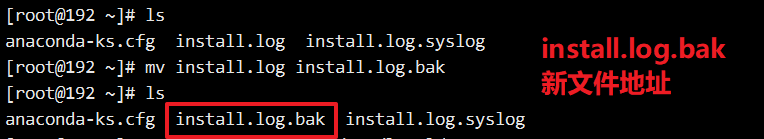 [root@192 ~]# ls
anaconda-ks.cfg  install.log  install.log.syslog
[root@192 ~]# mv install.log install.log.bak
[root@192 ~]# ls
anaconda-ks.cfg  install.log.bak  install.log.syslog
install.log.bak
新文件地址